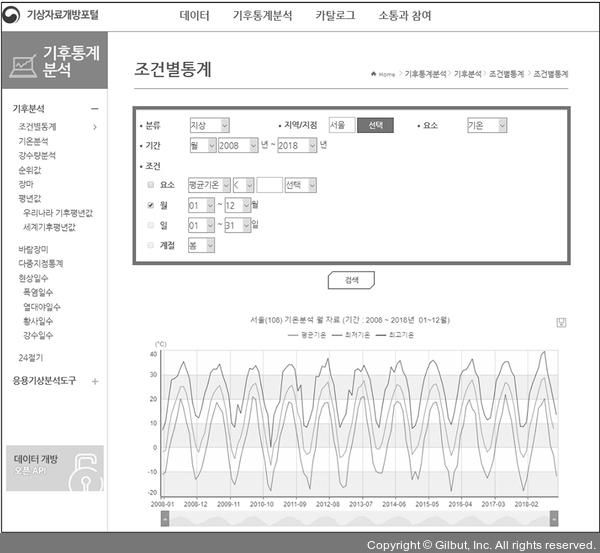 기상자료개방포털
데이터 기후통계분석 카탈로그 소통과 참여
기후통계
분석
조건별통계
Home > 기후통계분석 > 기후분석 > 조건별통계 > 조건별통계
기후분석 −
조건별통계 >
기온분석
강수량분석
순위값
장마
평년값
우리나라 기후평년값
세계기후평년값
바람장미
다중지점통계
현상일수
폭염일수
열대야일수
황사일수
강수일수
24절기
응용기상분석도구 +
데이터 개방
오픈 API
• 분류 지상 • 지역/지점 서울 선택 • 요소 기온
• 기간 월 2008 년 ~ 2018 년
• 조건
요소 평균기온 < 선택
월 01 ~ 12 월
일 01 ~ 31 일
계절 봄
검색
서울(108) 기온분석 월 자료 (기간 : 2008 ~ 2018년 01~12월)
평균기온 최저기온 최고기온
(°C)
40
30
20
10
0
-10
-20
2008-01 2008-12 2009-11 2010-10 2011-09 2012-08 2013-07 2014-06 2015-05 2016-04 2017-03 2018-02
Copyright © Gilbut, Inc. All rights reserved.